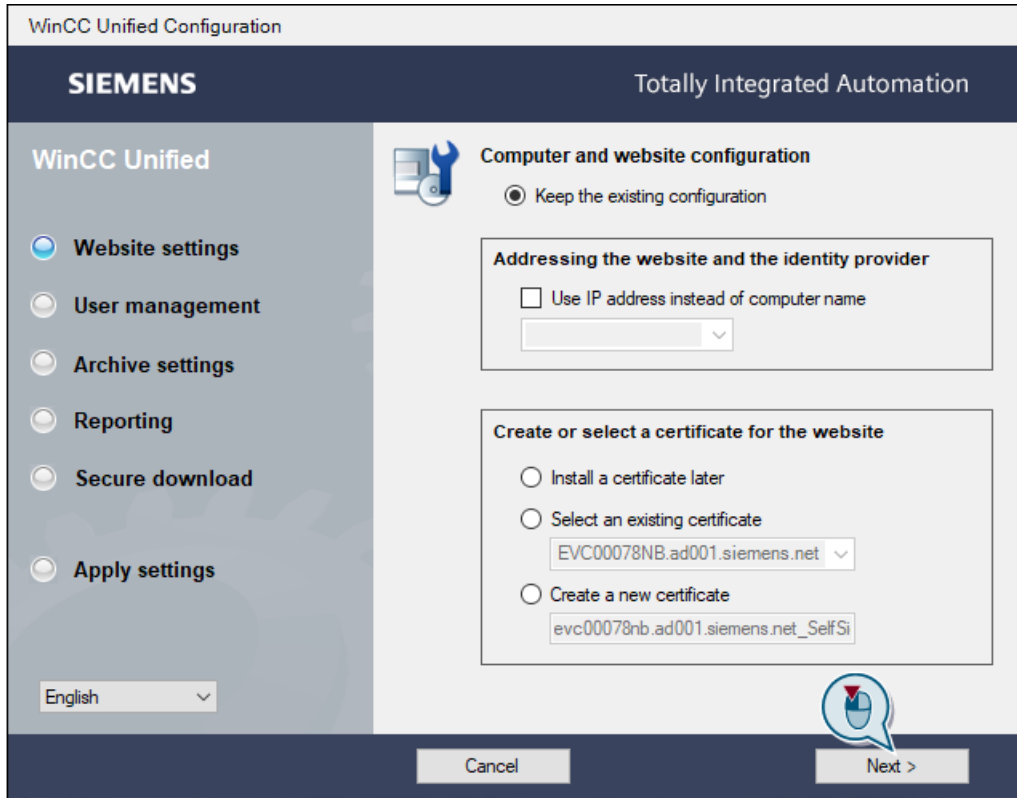 WinCC Unified Configuration
SIEMENS
Totally Integrated Automation
WinCC Unified
Website settings
User management
Archive settings
Reporting
Secure download
Apply settings
English
Computer and website configuration
Keep the existing configuration
Addressing the website and the identity provider
Use IP address instead of computer name
Create or select a certificate for the website
Install a certificate later
Select an existing certificate
EVC00078NB.ad001.siemens.net
Create a new certificate
evc00078nb.ad001.siemens.net_SelfSi
Cancel
Next >